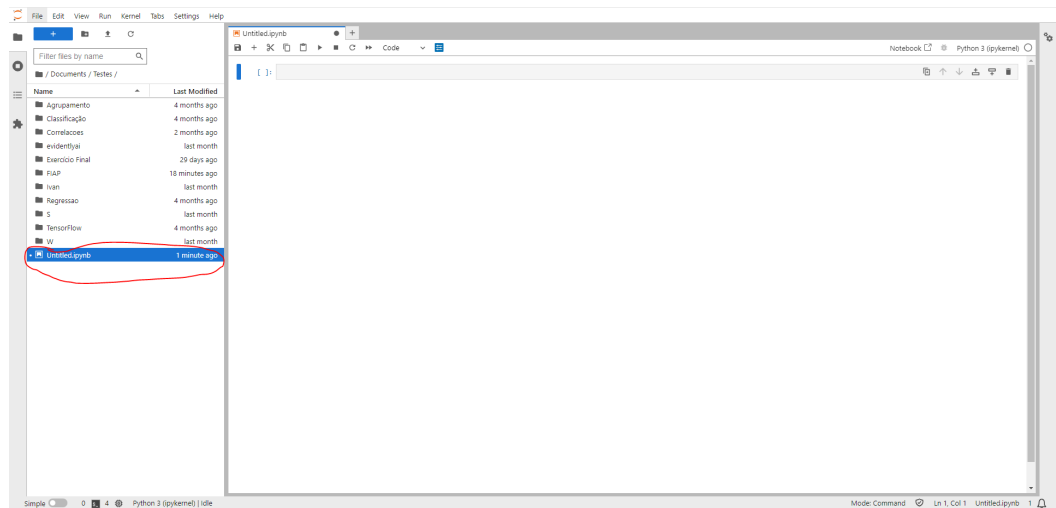 File Edit View Run Kernel Tabs Settings Help
Filter files by name
/ Documents / Testes /
Name Last Modified
Agrupamento 4 months ago
Classificação 4 months ago
Correlacoes 2 months ago
evidentlyai last month
Exercício Final 29 days ago
FIAP 18 minutes ago
Ivan last month
Regressao 4 months ago
S last month
TensorFlow 4 months ago
W last month
Untitled.ipynb 1 minute ago
Untitled.ipynb
Code
Notebook Python 3 (ipykernel)
[ ]:
Simple 0 4 Python 3 (ipykernel) | Idle
Mode: Command Ln 1, Col 1 Untitled.ipynb 1